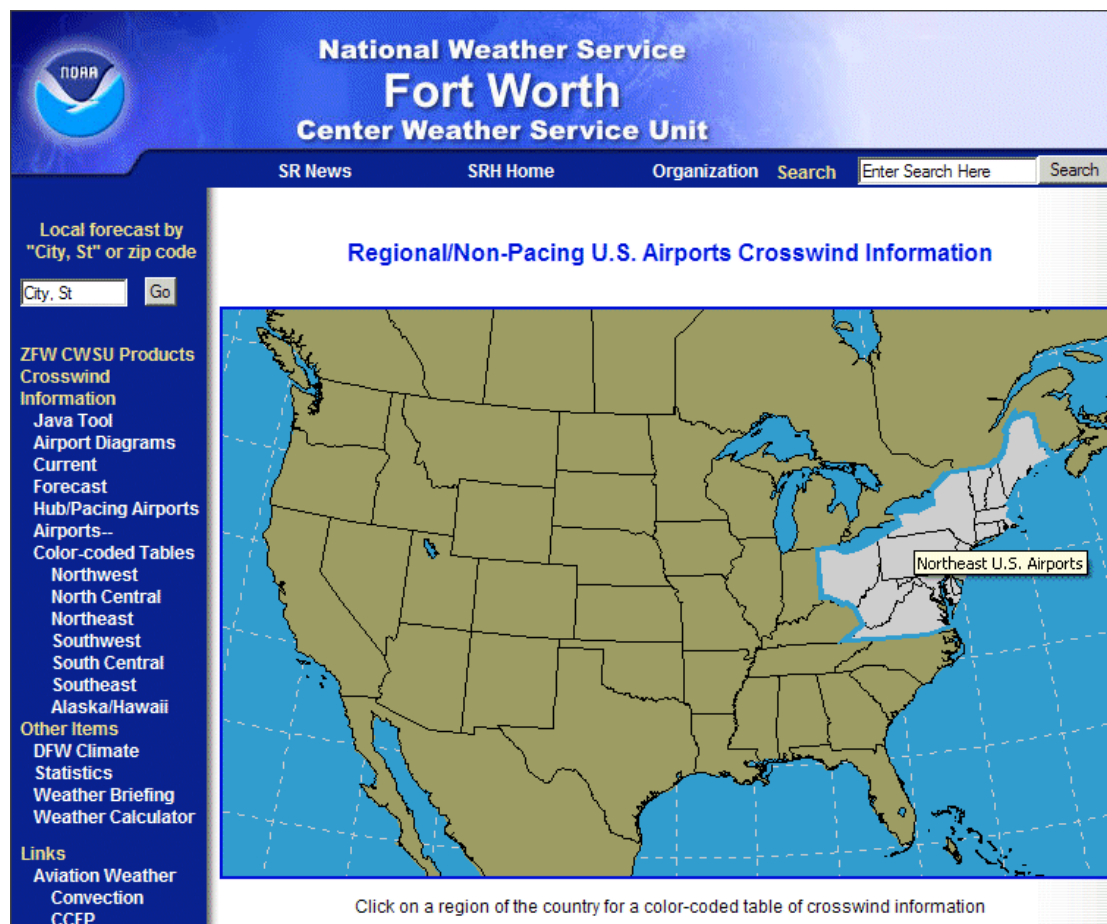 NOAA
National Weather Service
Fort Worth
Center Weather Service Unit
SR News SRH Home Organization Search Enter Search Here Search
Local forecast by
"City, St" or zip code
City, St Go
ZFW CWSU Products
Crosswind
Information
Java Tool
Airport Diagrams
Current
Forecast
Hub/Pacing Airports
Airports--
Color-coded Tables
Northwest
North Central
Northeast
Southwest
South Central
Southeast
Alaska/Hawaii
Other Items
DFW Climate
Statistics
Weather Briefing
Weather Calculator
Links
Aviation Weather
Convection
CCFP
Regional/Non-Pacing U.S. Airports Crosswind Information
Northeast U.S. Airports
Click on a region of the country for a color-coded table of crosswind information